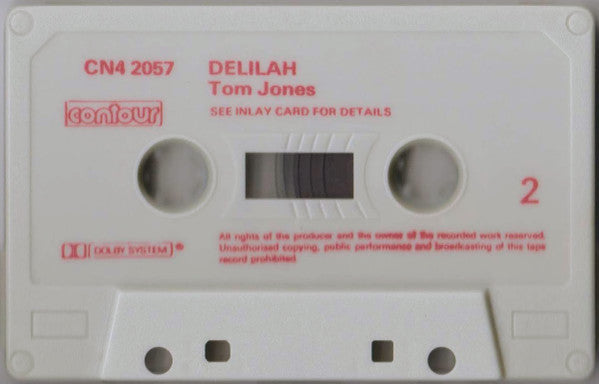 CN4 2057 DELILAH
Tom Jones
contour
SEE INLAY CARD FOR DETAILS
2
All rights of the producer and the owner of the recorded work reserved.
Unauthorised copying, public performance and broadcasting of this tape
record prohibited
DOLBY SYSTEM ®